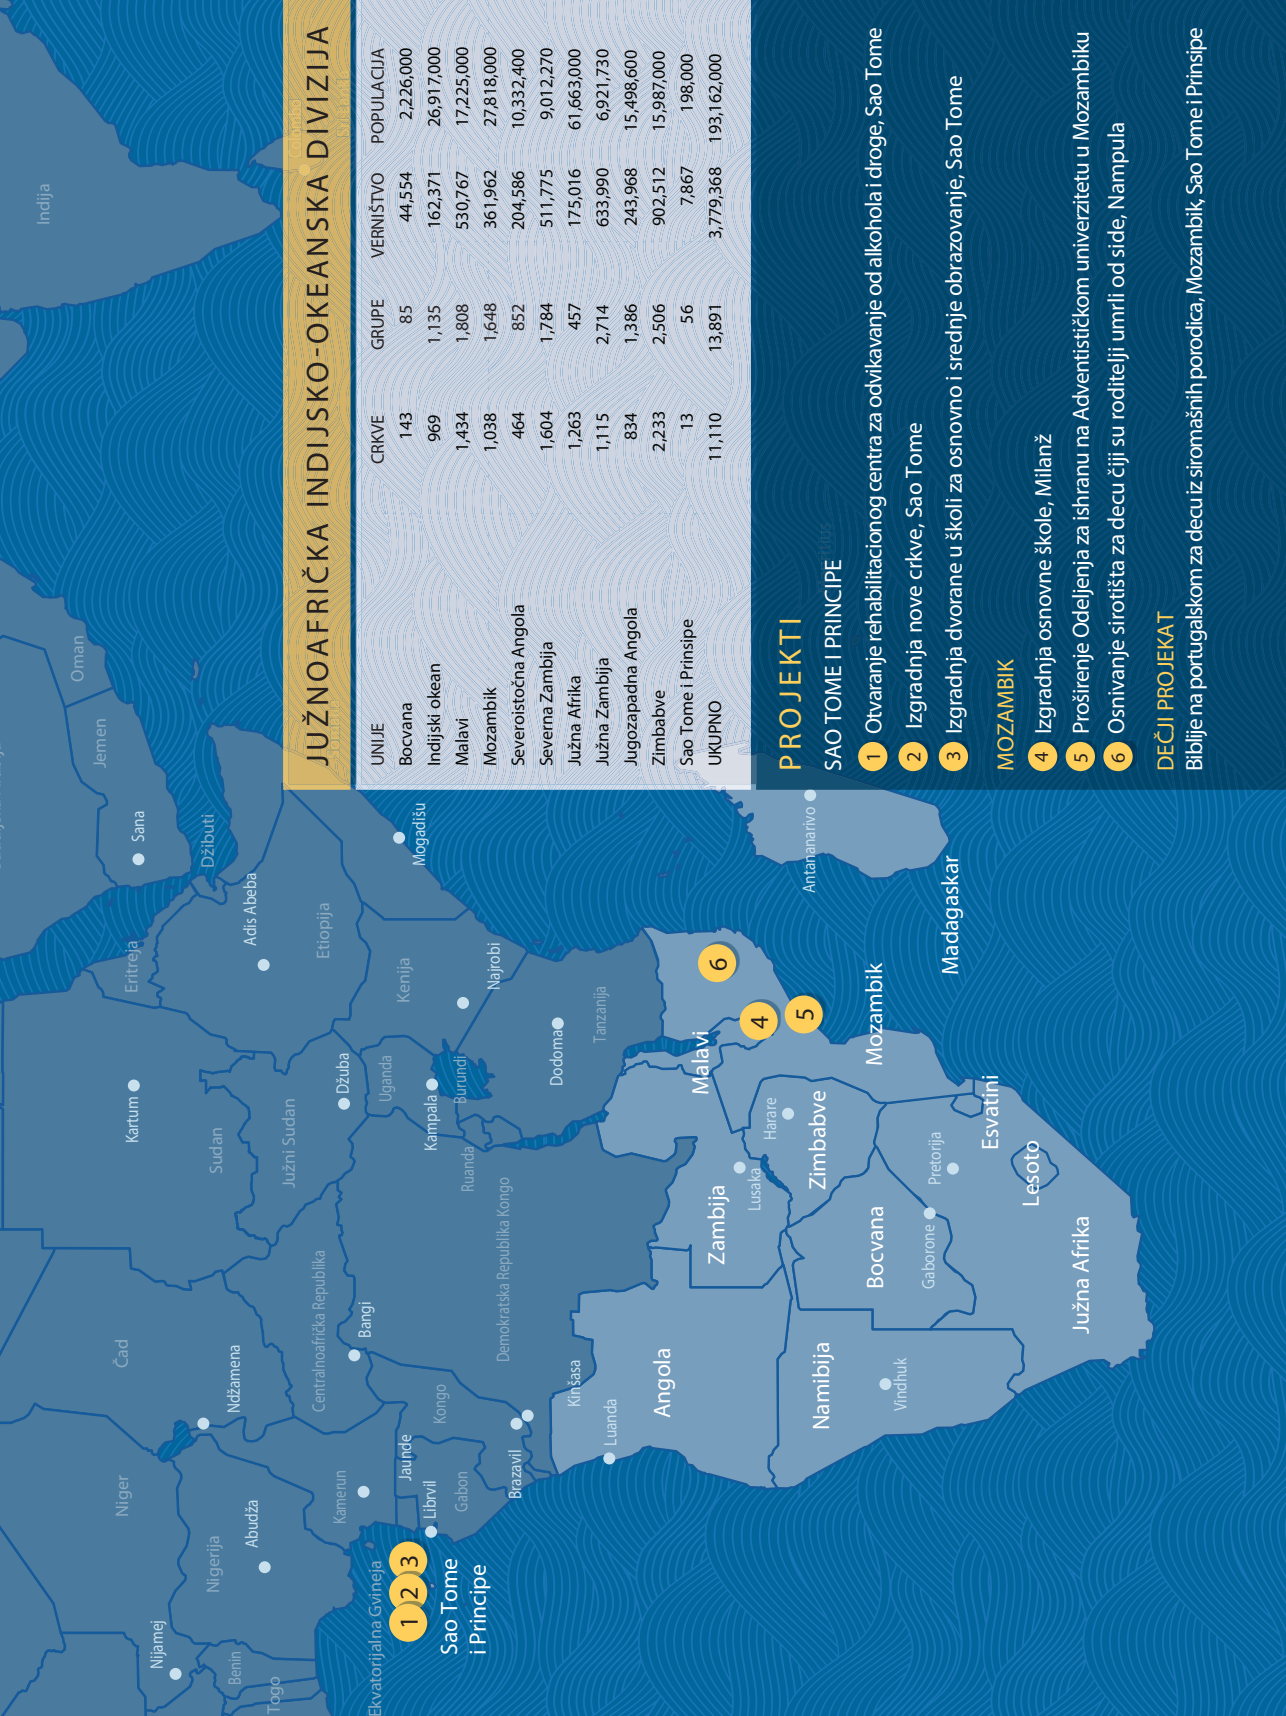 JUŽNOAFRIČKA INDIJSKO-OKEANSKA DIVIZIJA
UNIJE CRKVE GRUPE VERNIŠTVO POPULACIJA
Bocvana 143 85 44,554 2,226,000
Indijski okean 969 1,135 162,371 26,917,000
Malavi 1,434 1,808 530,767 17,225,000
Mozambik 1,038 1,648 361,962 27,818,000
Severoistočna Angola 464 852 204,586 10,332,400
Severna Zambija 1,604 1,784 511,775 9,012,270
Južna Afrika 1,263 457 175,016 61,663,000
Južna Zambija 1,115 2,714 633,990 6,921,730
Jugozapadna Angola 834 1,386 243,968 15,498,600
Zimbabve 2,233 2,506 902,512 15,987,000
Sao Tome i Prinsipe 13 56 7,867 198,000
UKUPNO 11,110 13,891 3,779,368 193,162,000
PROJEKTI
SAO TOME I PRINCIPE
1 Otvaranje rehabilitacionog centra za odvikavanje od alkohola i droge, Sao Tome
2 Izgradnja nove crkve, Sao Tome
3 Izgradnja dvorane u školi za osnovno i srednje obrazovanje, Sao Tome
MOZAMBIK
4 Izgradnja osnovne škole, Milanž
5 Proširenje Odeljenja za ishranu na Adventističkom univerzitetu u Mozambiku
6 Osnivanje sirotišta za decu čiji su roditelji umrli od side, Nampula
DEČJI PROJEKAT
Biblije na portugalskom za decu iz siromašnih porodica, Mozambik, Sao Tome i Prinsipe
Indija
Oman
Jemen
Sana
Džibuti
Eritreja
Adis Abeba
Etiopija
Mogadišu
Kenija
Najrobi
Kartum
Sudan
Južni Sudan
Džuba
Uganda
Kampala
Burundi
Ruanda
Dodoma
Tanzanija
Čad
Ndžamena
Centralnoafrička Republika
Bangi
Demokratska Republika Kongo
Kongo
Kinšasa
Niger
Nigerija
Abudža
Kamerun
Jaunde
Librvil
Gabon
Brazavil
Nijamej
Benin
Togo
Ekvatorijalna Gvineja
1 2 3
Sao Tome
i Principe
Luanda
Angola
Zambija
Lusaka
Malavi
6
4
5
Mozambik
Harare
Zimbabve
Antananarivo
Madagaskar
Namibija
Vindhuk
Bocvana
Gaborone
Pretorija
Esvatini
Lesoto
Južna Afrika